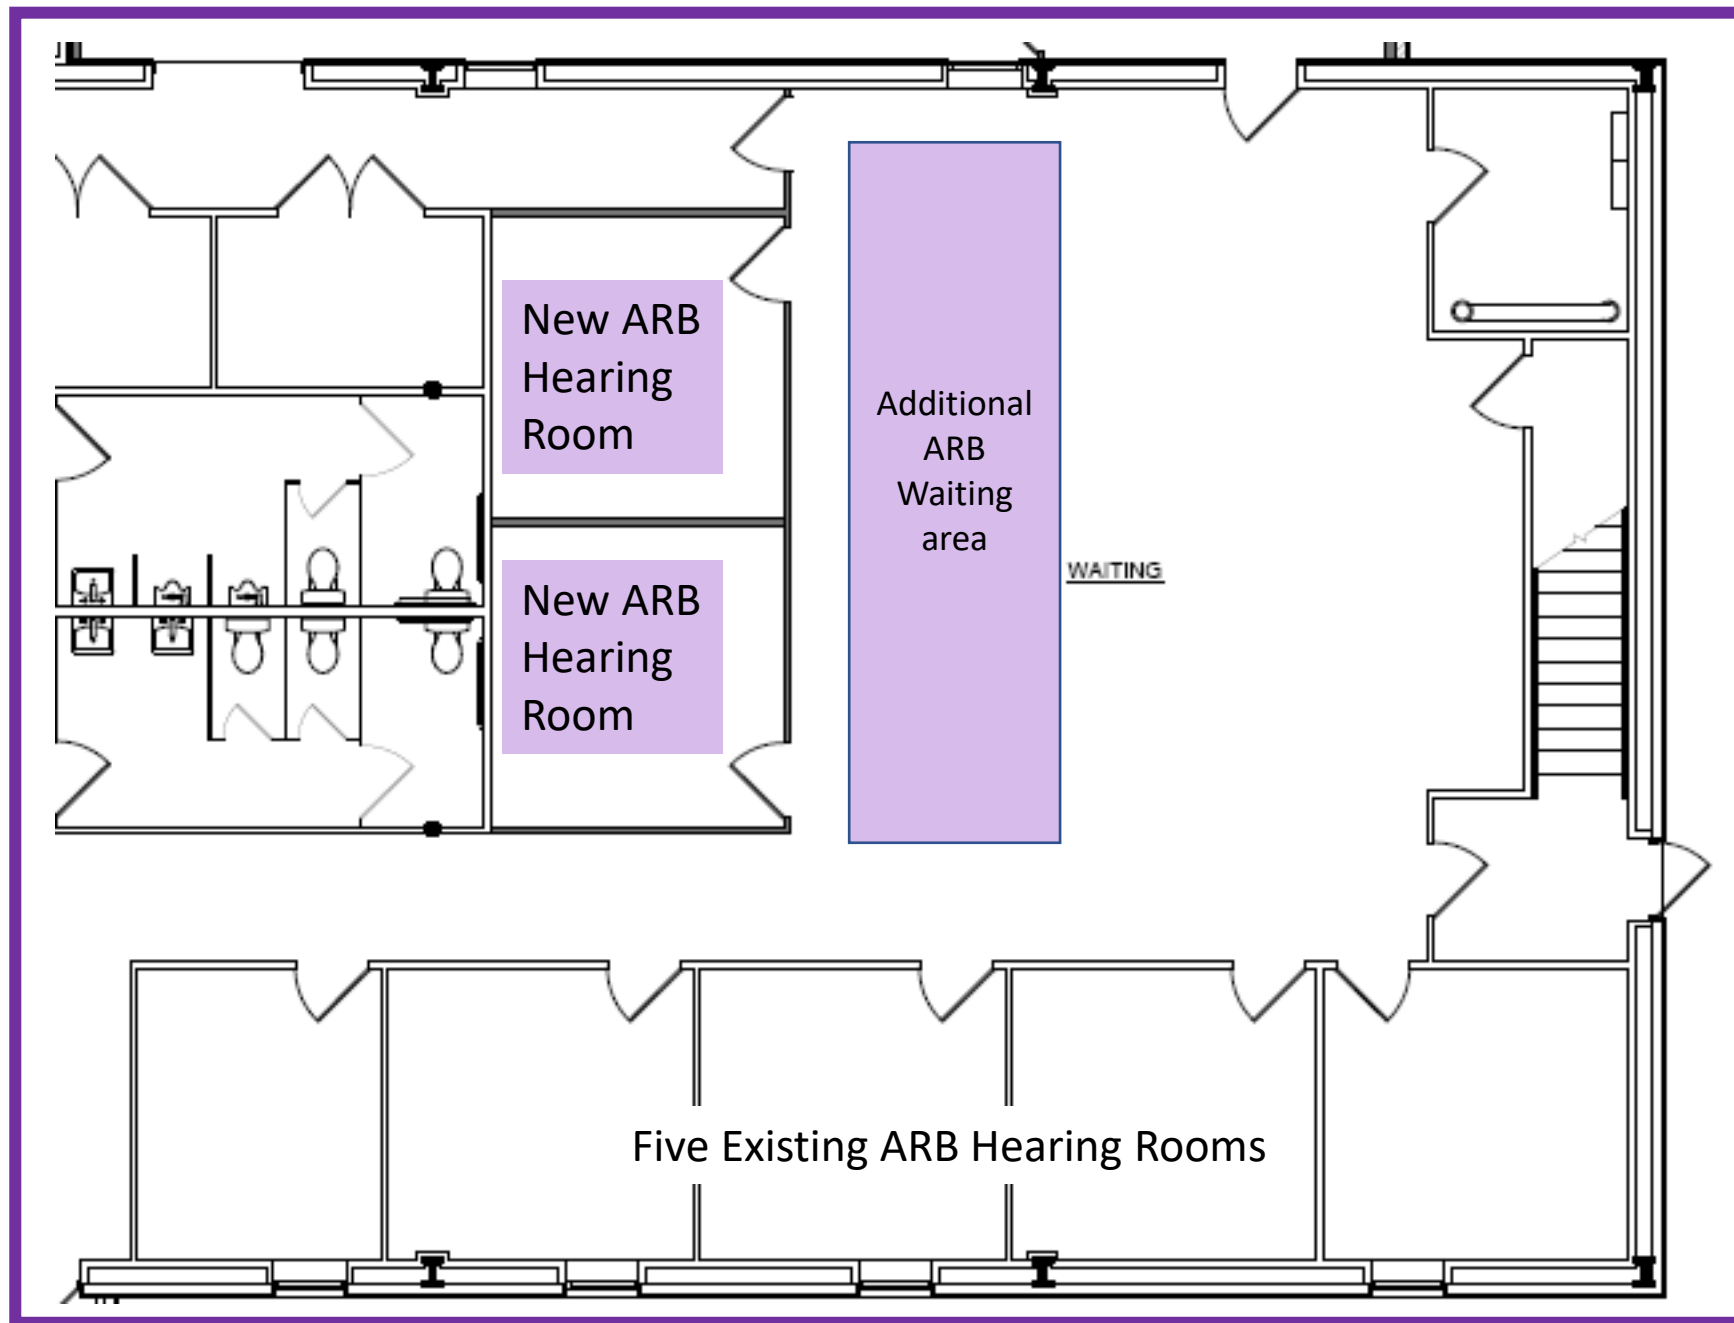 New ARB
Hearing
Room
Additional
ARB
Waiting
area
WAITING
New ARB
Hearing
Room
Five Existing ARB Hearing Rooms